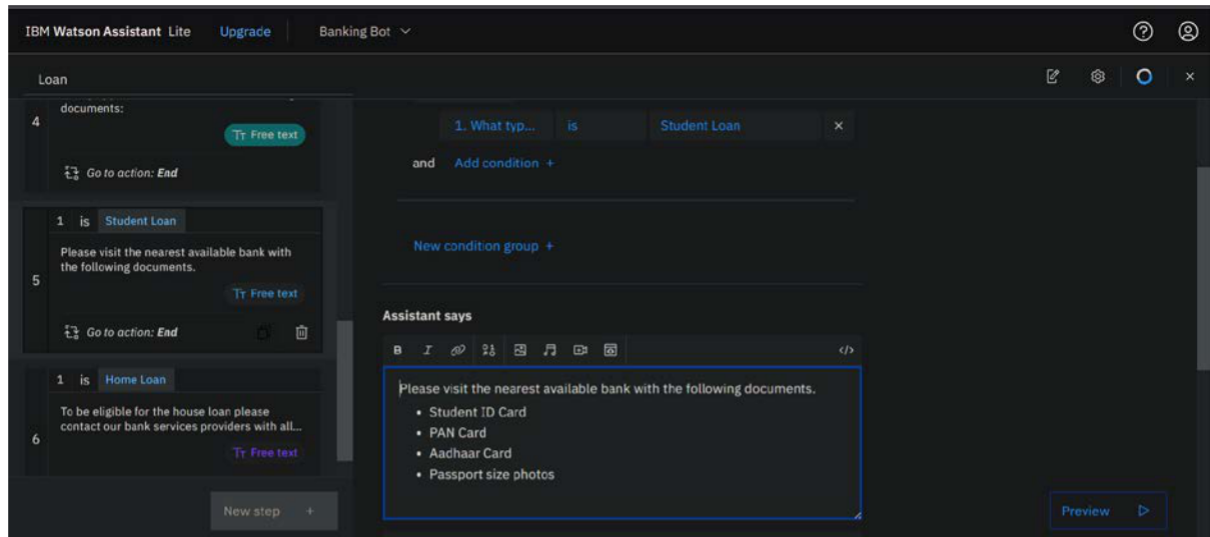 IBM Watson Assistant Lite Upgrade Banking Bot
Loan
4
documents:
Tт Free text
Go to action: End
5
1 is Student Loan
Please visit the nearest available bank with
the following documents.
Tт Free text
Go to action: End
6
1 is Home Loan
To be eligible for the house loan please
contact our bank services providers with all...
Tт Free text
New step +
1. What typ... is Student Loan ×
and Add condition +
New condition group +
Assistant says
B I </>
Please visit the nearest available bank with the following documents.
• Student ID Card
• PAN Card
• Aadhaar Card
• Passport size photos
Preview